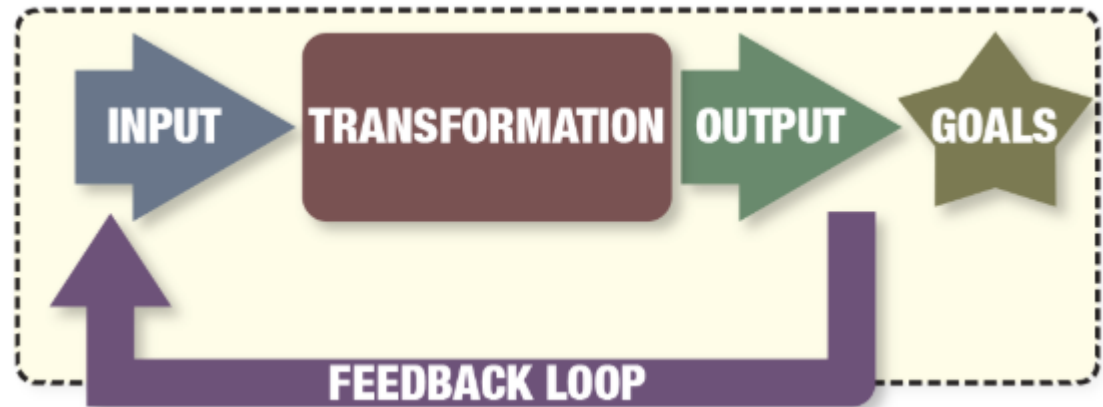 INPUT
TRANSFORMATION
OUTPUT
GOALS
FEEDBACK LOOP